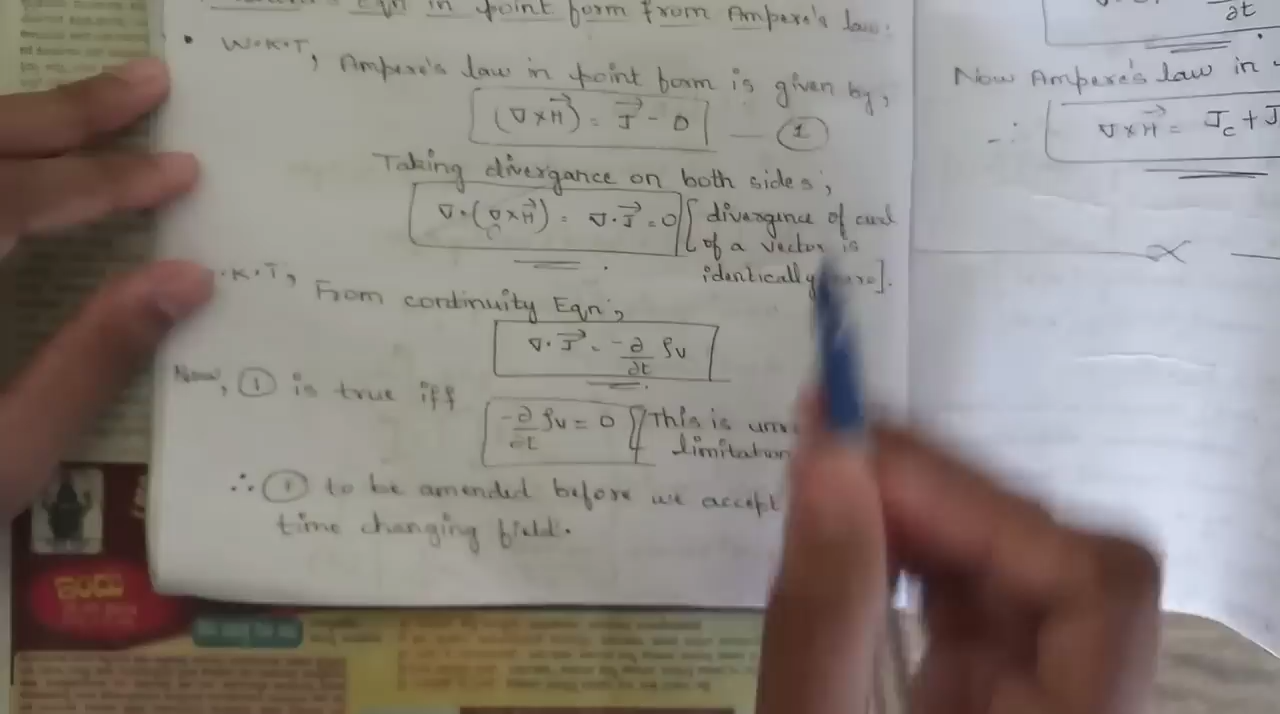 Eqn in point form from Ampere's law.
• W.K.T, Ampere's law in point form is given by,
(∇×H⃗) = J⃗ - 0 — ①
Taking divergance on both sides,
∇·(∇×H⃗) = ∇·J⃗ = 0 [divergence of curl
of a vector is
identically zero].
K.T, From continuity Eqn,
∇·J⃗ = -∂/∂t ρv
Now, ① is true iff
-∂/∂t ρv = 0 [This is
limitation
∴ ① to be amended before we accept
time changing field.
∂t
Now Ampere's law in
∴ ∇×H⃗ = Jc + J